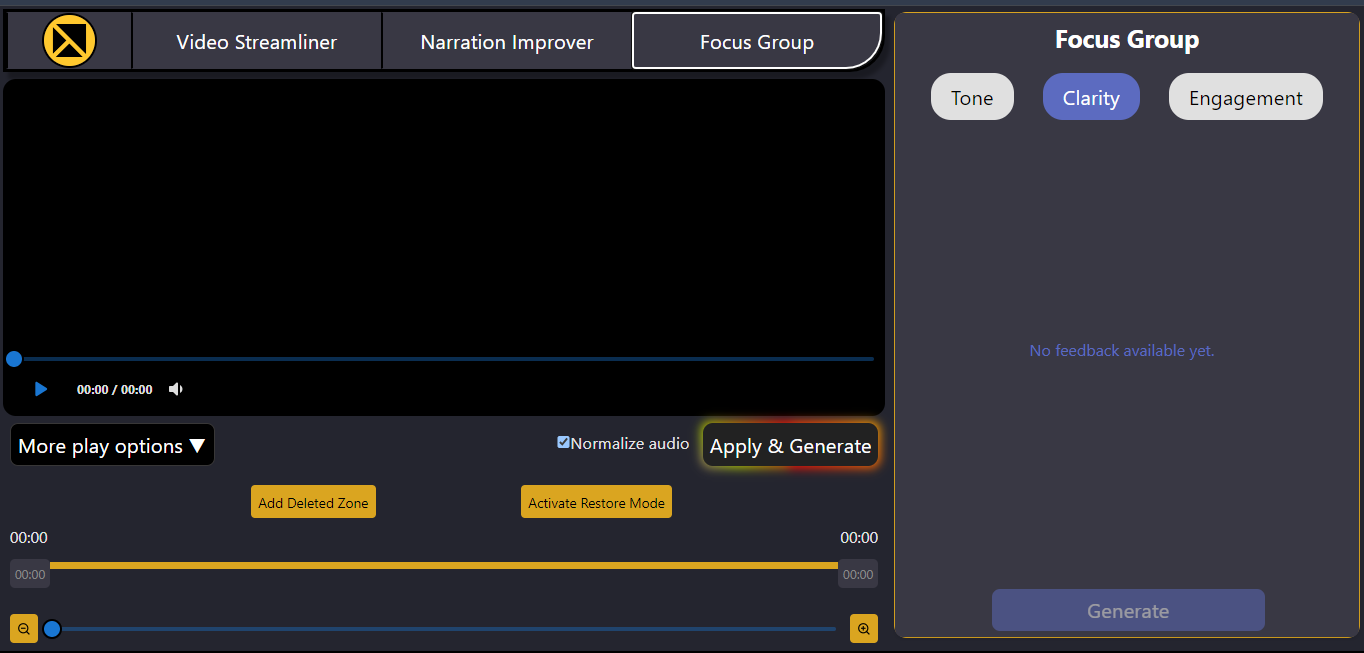 Video Streamliner
Narration Improver
Focus Group
00:00 / 00:00
More play options ▼
Normalize audio
Apply & Generate
Add Deleted Zone
Activate Restore Mode
00:00
00:00
00:00
00:00
Focus Group
Tone
Clarity
Engagement
No feedback available yet.
Generate